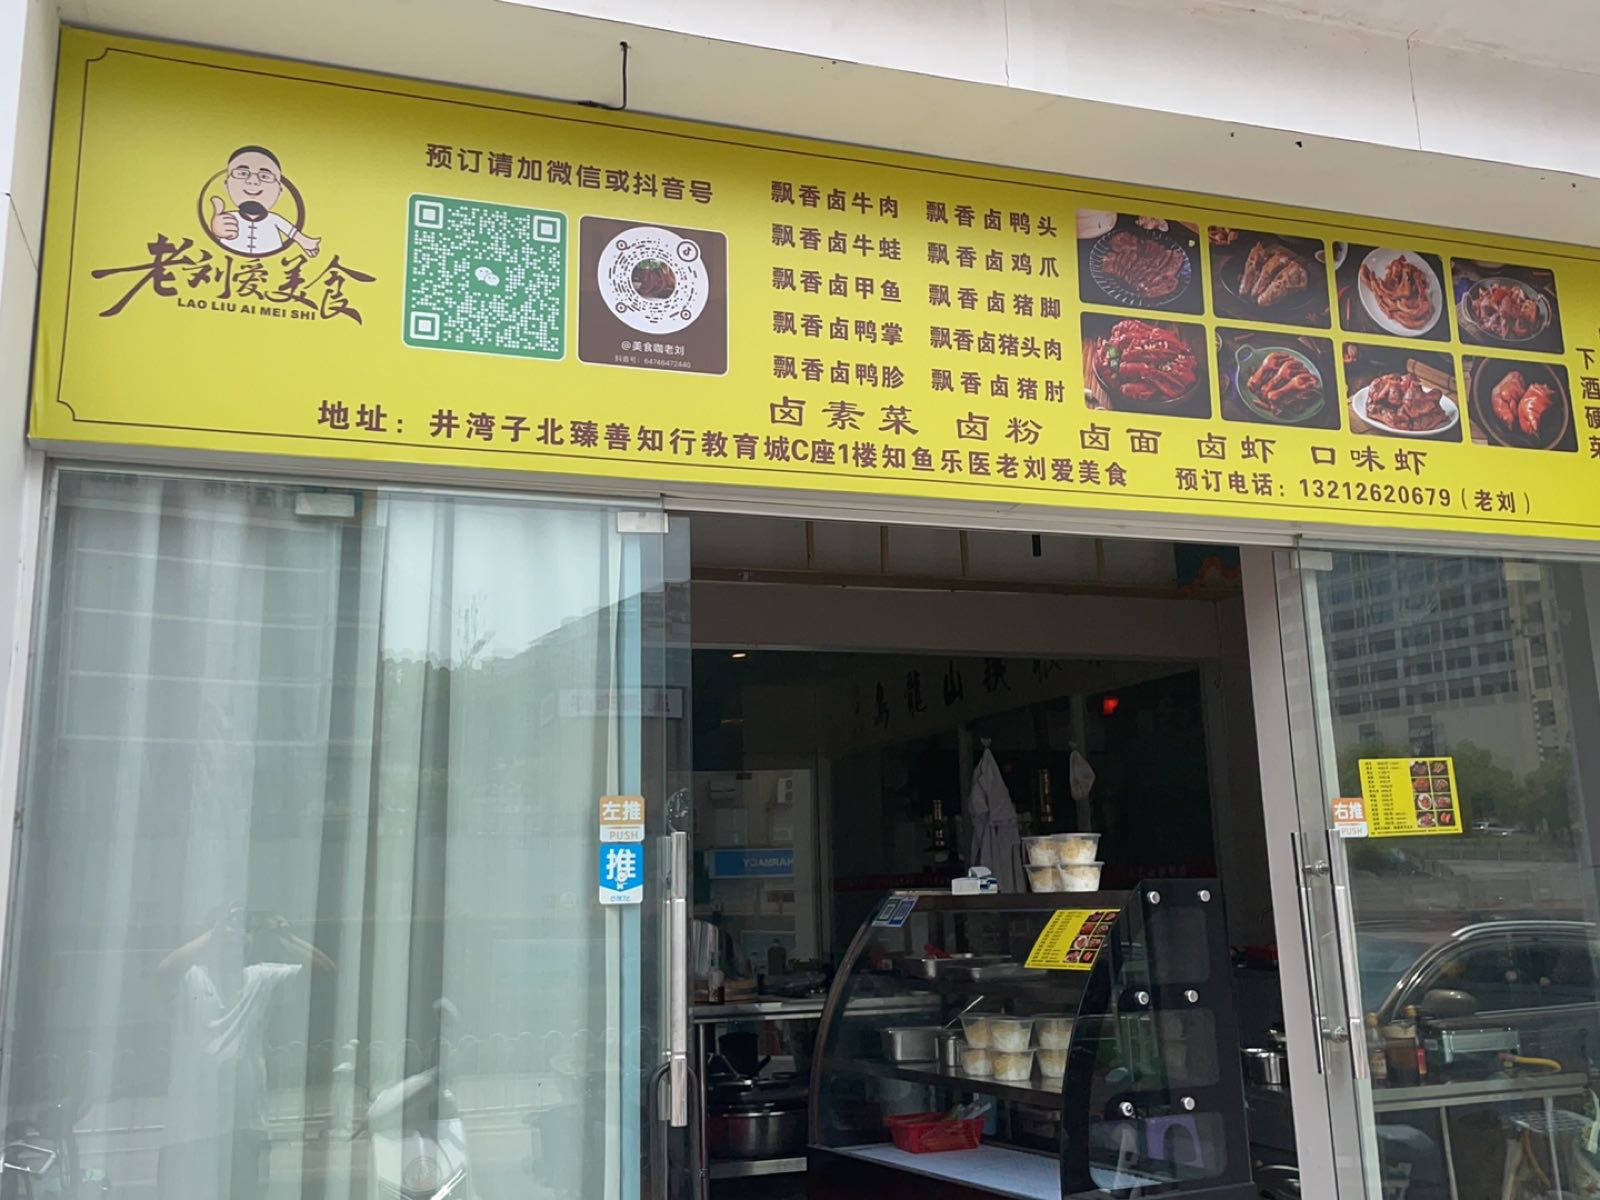 老刘爱美食
LAO LIU AI MEI SHI
预订请加微信或抖音号
@美食咖老刘
抖音号: 64746472440
飘香卤牛肉 飘香卤鸭头
飘香卤牛蛙 飘香卤鸡爪
飘香卤甲鱼 飘香卤猪脚
飘香卤鸭掌 飘香卤猪头肉
飘香卤鸭胗 飘香卤猪肘
卤素菜 卤粉 卤面 卤虾 口味虾
下
酒
硬
菜
地址：井湾子北臻善知行教育城C座1楼知鱼乐医老刘爱美食 预订电话：13212620679（老刘）
左推
PUSH
推
右推
PUSH